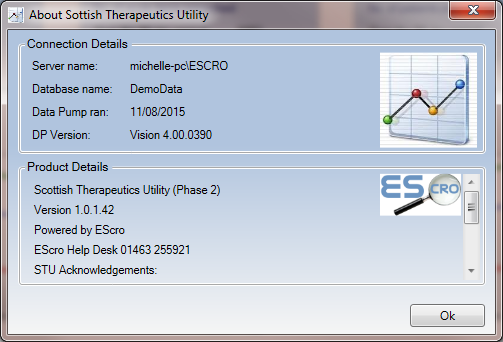 About Sottish Therapeutics Utility
Connection Details
Server name: michelle-pc\ESCRO
Database name: DemoData
Data Pump ran: 11/08/2015
DP Version: Vision 4.00.0390
Product Details
Scottish Therapeutics Utility (Phase 2)
ESCRO
Version 1.0.1.42
Powered by EScro
EScro Help Desk 01463 255921
STU Acknowledgements:
Ok